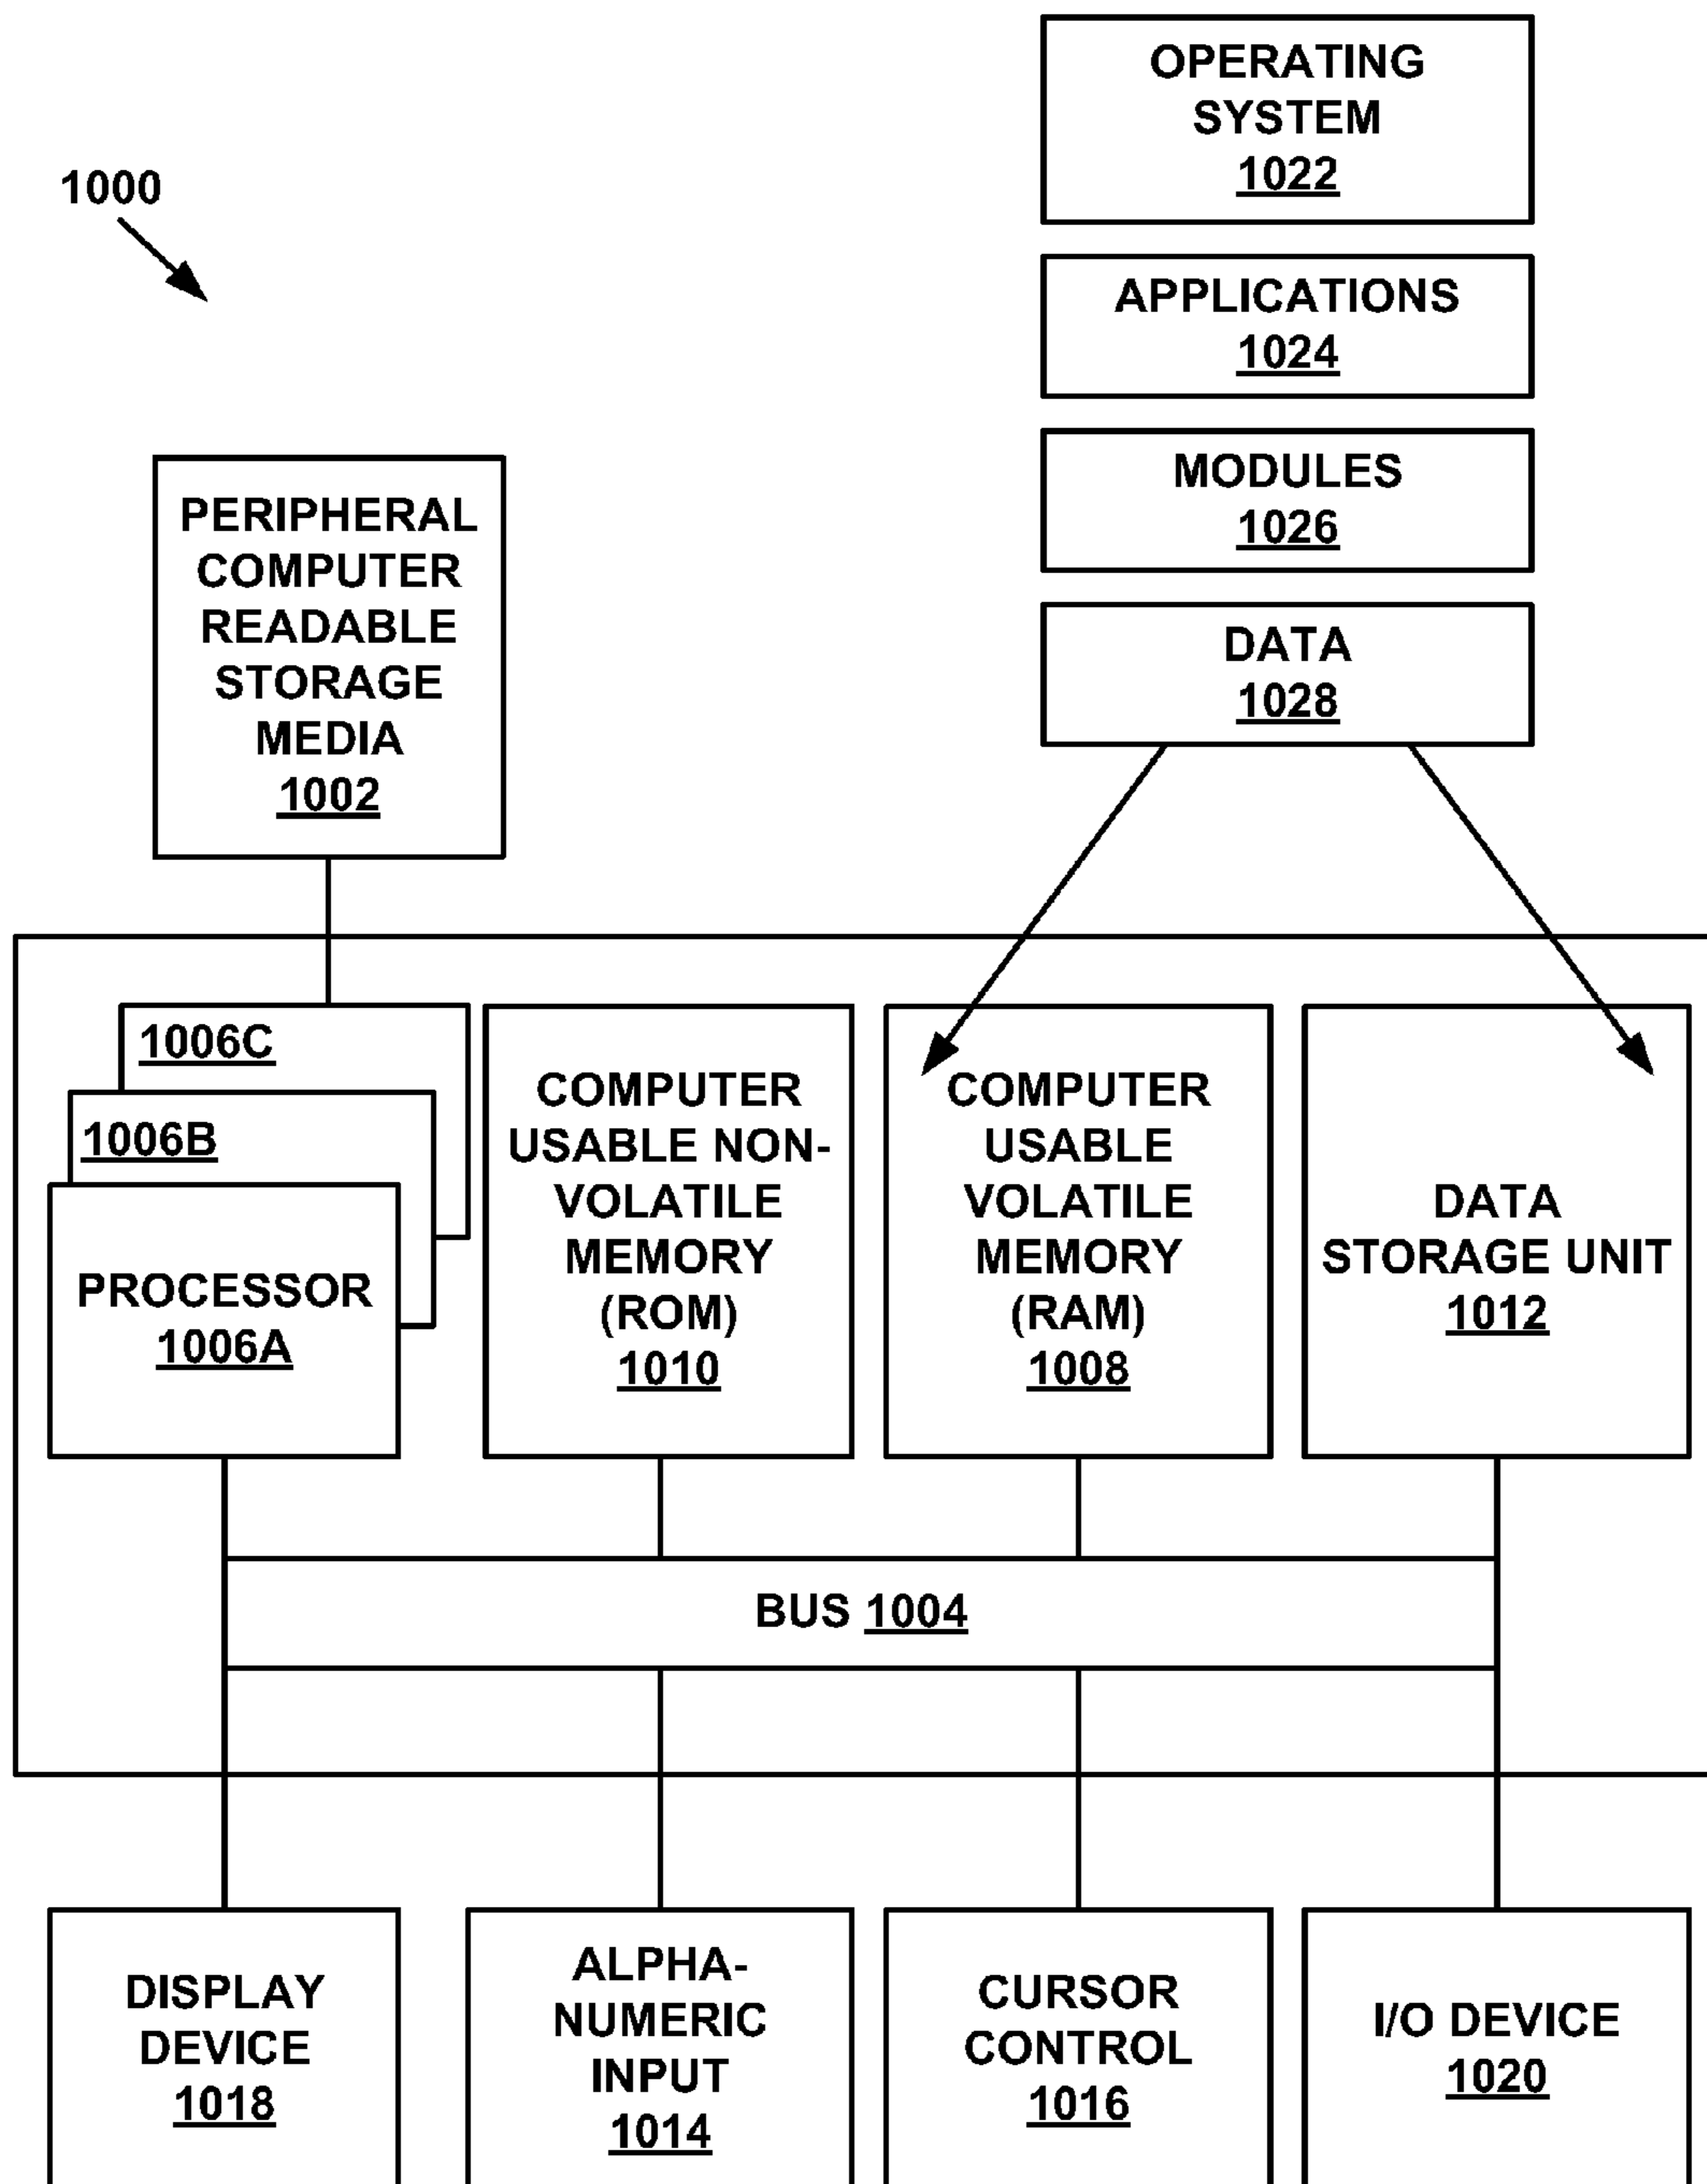 OPERATING
SYSTEM
1022
1000
APPLICATIONS
1024
MODULES
1026
PERIPHERAL
COMPUTER
READABLE
STORAGE
MEDIA
1002
DATA
1028
1006C
1006B
PROCESSOR
1006A
COMPUTER
USABLE NON-
VOLATILE
MEMORY
(ROM)
1010
COMPUTER
USABLE
VOLATILE
MEMORY
(RAM)
1008
DATA
STORAGE UNIT
1012
BUS 1004
DISPLAY
DEVICE
1018
ALPHA-
NUMERIC
INPUT
1014
CURSOR
CONTROL
1016
I/O DEVICE
1020